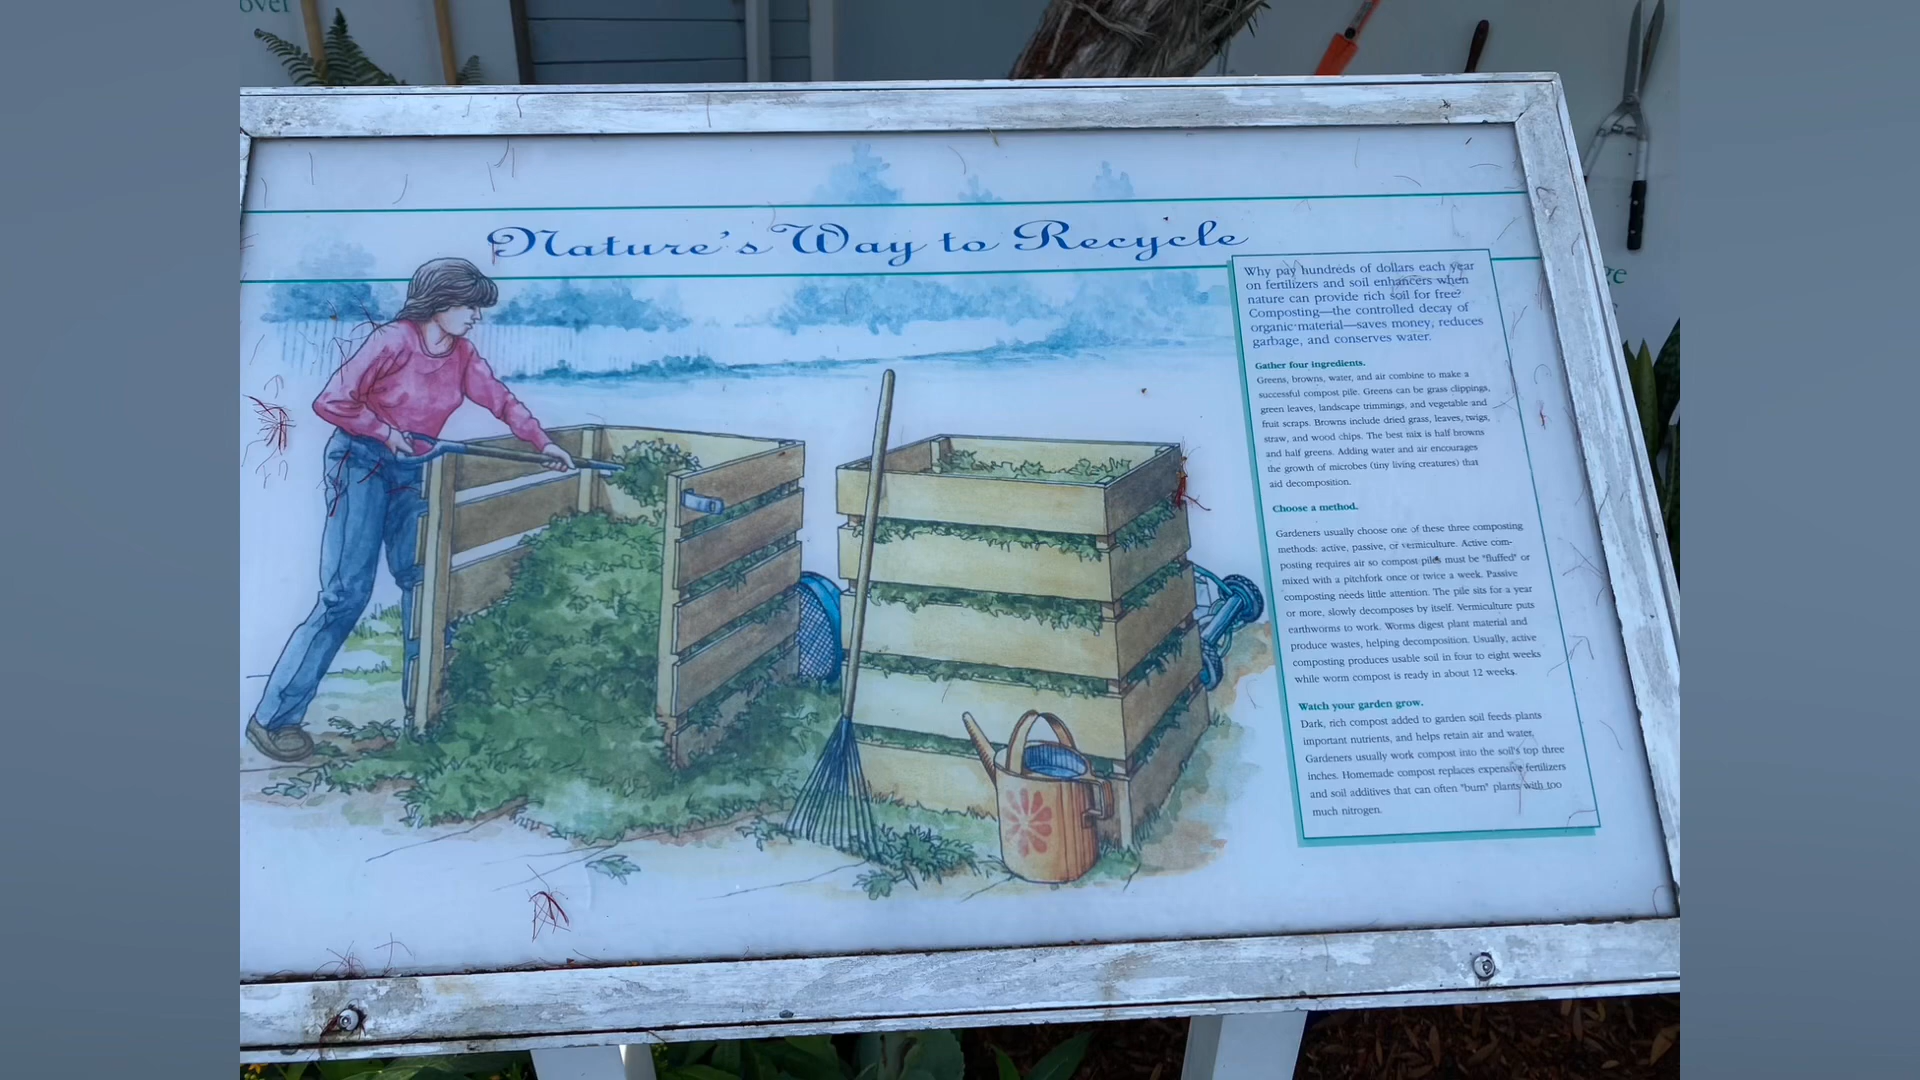 over
Nature's Way to Recycle
Why pay hundreds of dollars each year
on fertilizers and soil enhancers when
nature can provide rich soil for free?
Composting—the controlled decay of
organic material—saves money, reduces
garbage, and conserves water.
Gather four ingredients.
Greens, browns, water, and air combine to make a
successful compost pile. Greens can be grass clippings,
green leaves, landscape trimmings, and vegetable and
fruit scraps. Browns include dried grass, leaves, twigs,
straw, and wood chips. The best mix is half browns
and half greens. Adding water and air encourages
the growth of microbes (tiny living creatures) that
aid decomposition.
Choose a method.
Gardeners usually choose one of these three composting
methods: active, passive, or vermiculture. Active com-
posting requires air so compost piles must be "fluffed" or
mixed with a pitchfork once or twice a week. Passive
composting needs little attention. The pile sits for a year
or more, slowly decomposes by itself. Vermiculture puts
earthworms to work. Worms digest plant material and
produce wastes, helping decomposition. Usually, active
composting produces usable soil in four to eight weeks
while worm compost is ready in about 12 weeks.
Watch your garden grow.
Dark, rich compost added to garden soil feeds plants
important nutrients, and helps retain air and water.
Gardeners usually work compost into the soil's top three
inches. Homemade compost replaces expensive fertilizers
and soil additives that can often "burn" plants with too
much nitrogen.